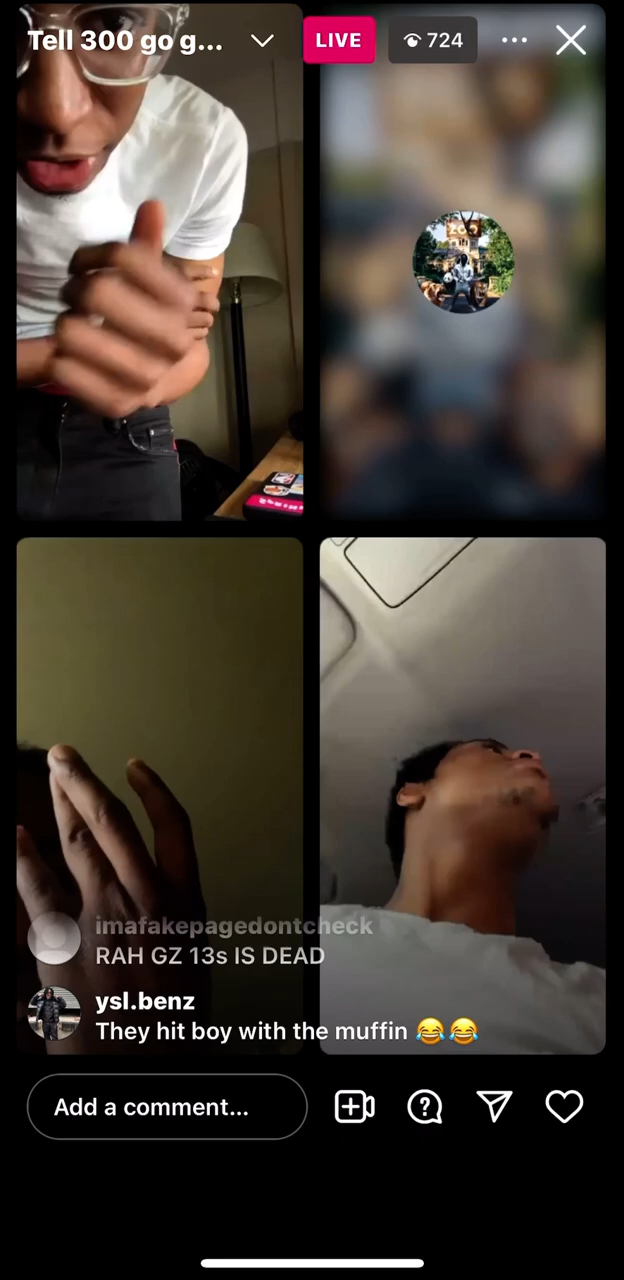 Tell 300 go g...
LIVE
724
ZOO
imafakepagedontcheck
RAH GZ 13s IS DEAD
ysl.benz
They hit boy with the muffin 😂😂
Add a comment...